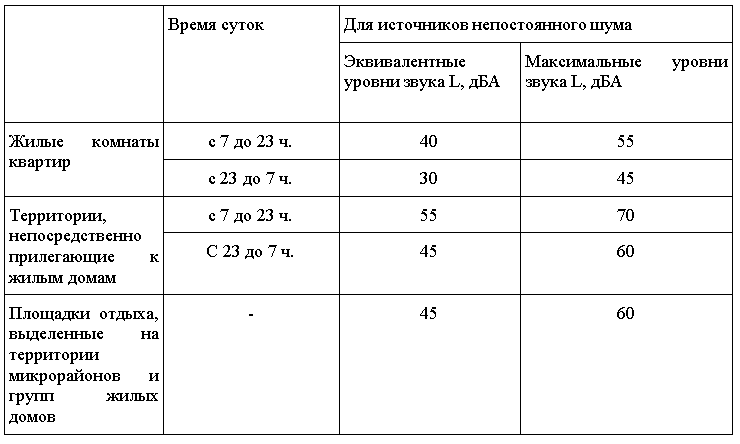 Время суток
Для источников непостоянного шума
Эквивалентные
уровни звука L, дБА
Максимальные уровни
звука L, дБА
Жилые комнаты
квартир
с 7 до 23 ч.
40
55
с 23 до 7 ч.
30
45
Территории,
непосредственно
прилегающие к
жилым домам
с 7 до 23 ч.
55
70
С 23 до 7 ч.
45
60
Площадки отдыха,
выделенные на
территории
микрорайонов и
групп жилых
домов
-
45
60